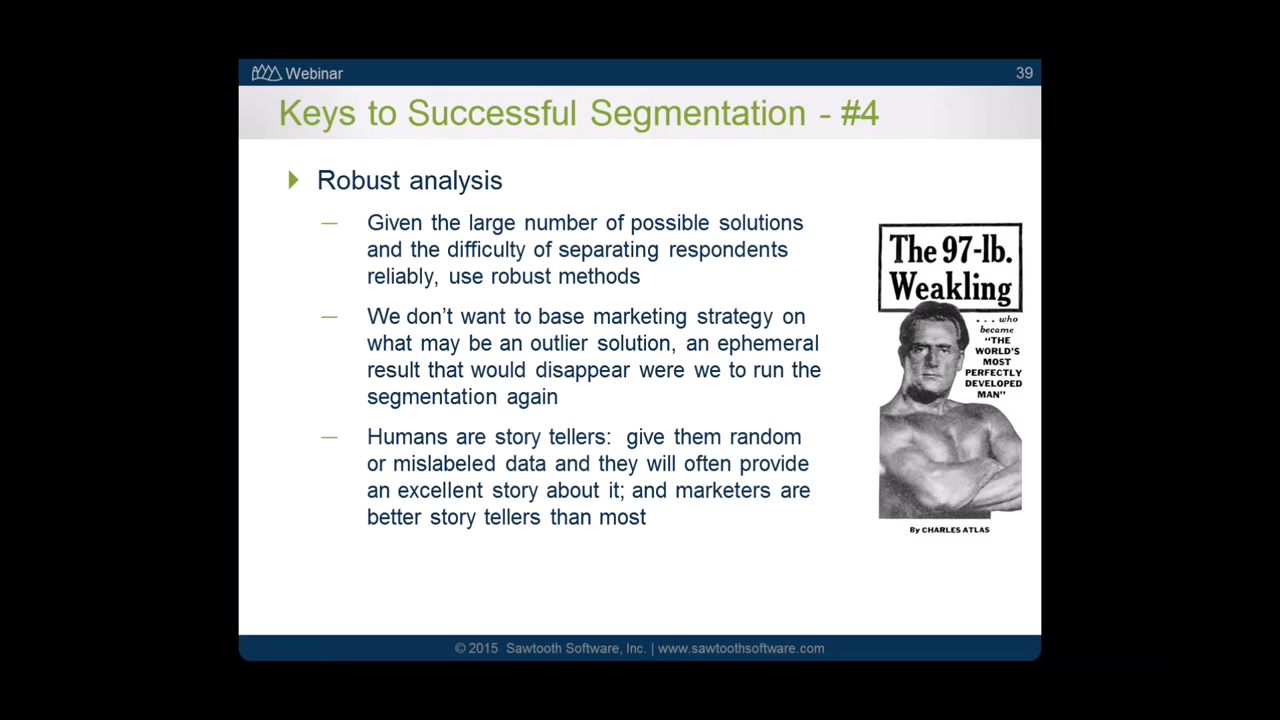 Webinar
39
Keys to Successful Segmentation - #4
Robust analysis
— Given the large number of possible solutions
and the difficulty of separating respondents
reliably, use robust methods
— We don’t want to base marketing strategy on
what may be an outlier solution, an ephemeral
result that would disappear were we to run the
segmentation again
— Humans are story tellers:  give them random
or mislabeled data and they will often provide
an excellent story about it; and marketers are
better story tellers than most
The 97-lb.
Weakling
. . . who
became
“THE
WORLD’S
MOST
PERFECTLY
DEVELOPED
MAN”
By CHARLES ATLAS
© 2015 Sawtooth Software, Inc. | www.sawtoothsoftware.com